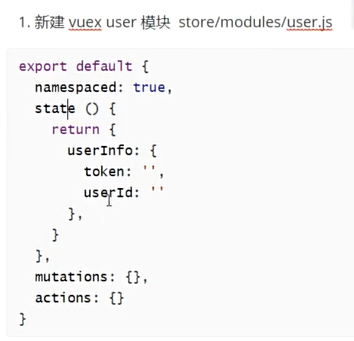 1. 新建 vuex user 模块 store/modules/user.js
export default {
  namespaced: true,
  state () {
    return {
      userInfo: {
        token: '',
        userId: ''
      },
    }
  },
  mutations: {},
  actions: {}
}